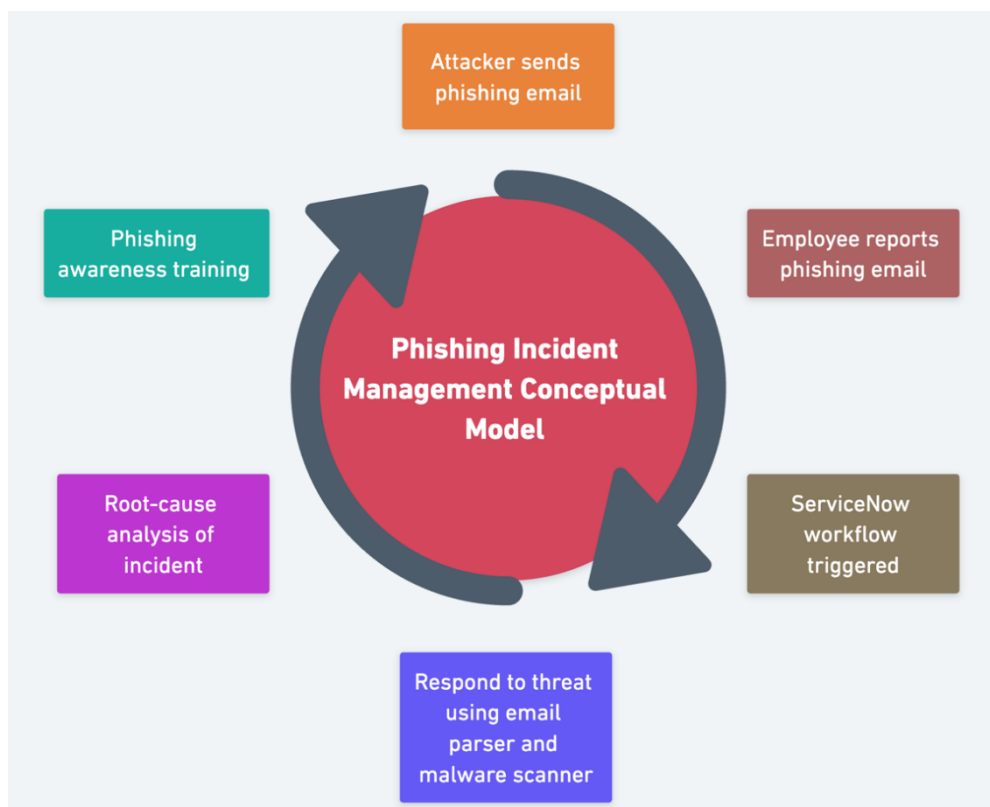 Attacker sends
phishing email
Employee reports
phishing email
ServiceNow
workflow
triggered
Respond to threat
using email
parser and
malware scanner
Root-cause
analysis of
incident
Phishing
awareness training
Phishing Incident
Management Conceptual
Model